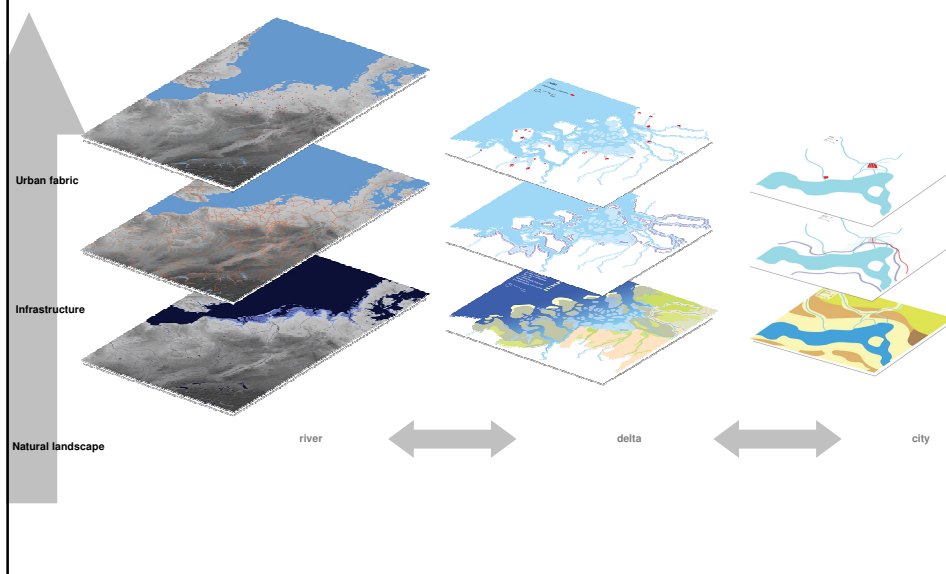 Urban fabric
Infrastructure
Natural landscape
river
delta
city